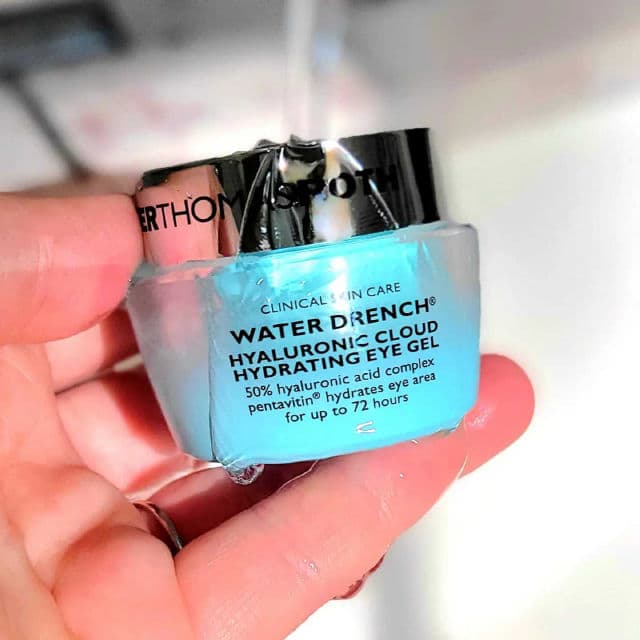 ERTHOMASROTH
CLINICAL SKIN CARE
WATER DRENCH®
HYALURONIC CLOUD
HYDRATING EYE GEL
50% hyaluronic acid complex
pentavitin® hydrates eye area
for up to 72 hours